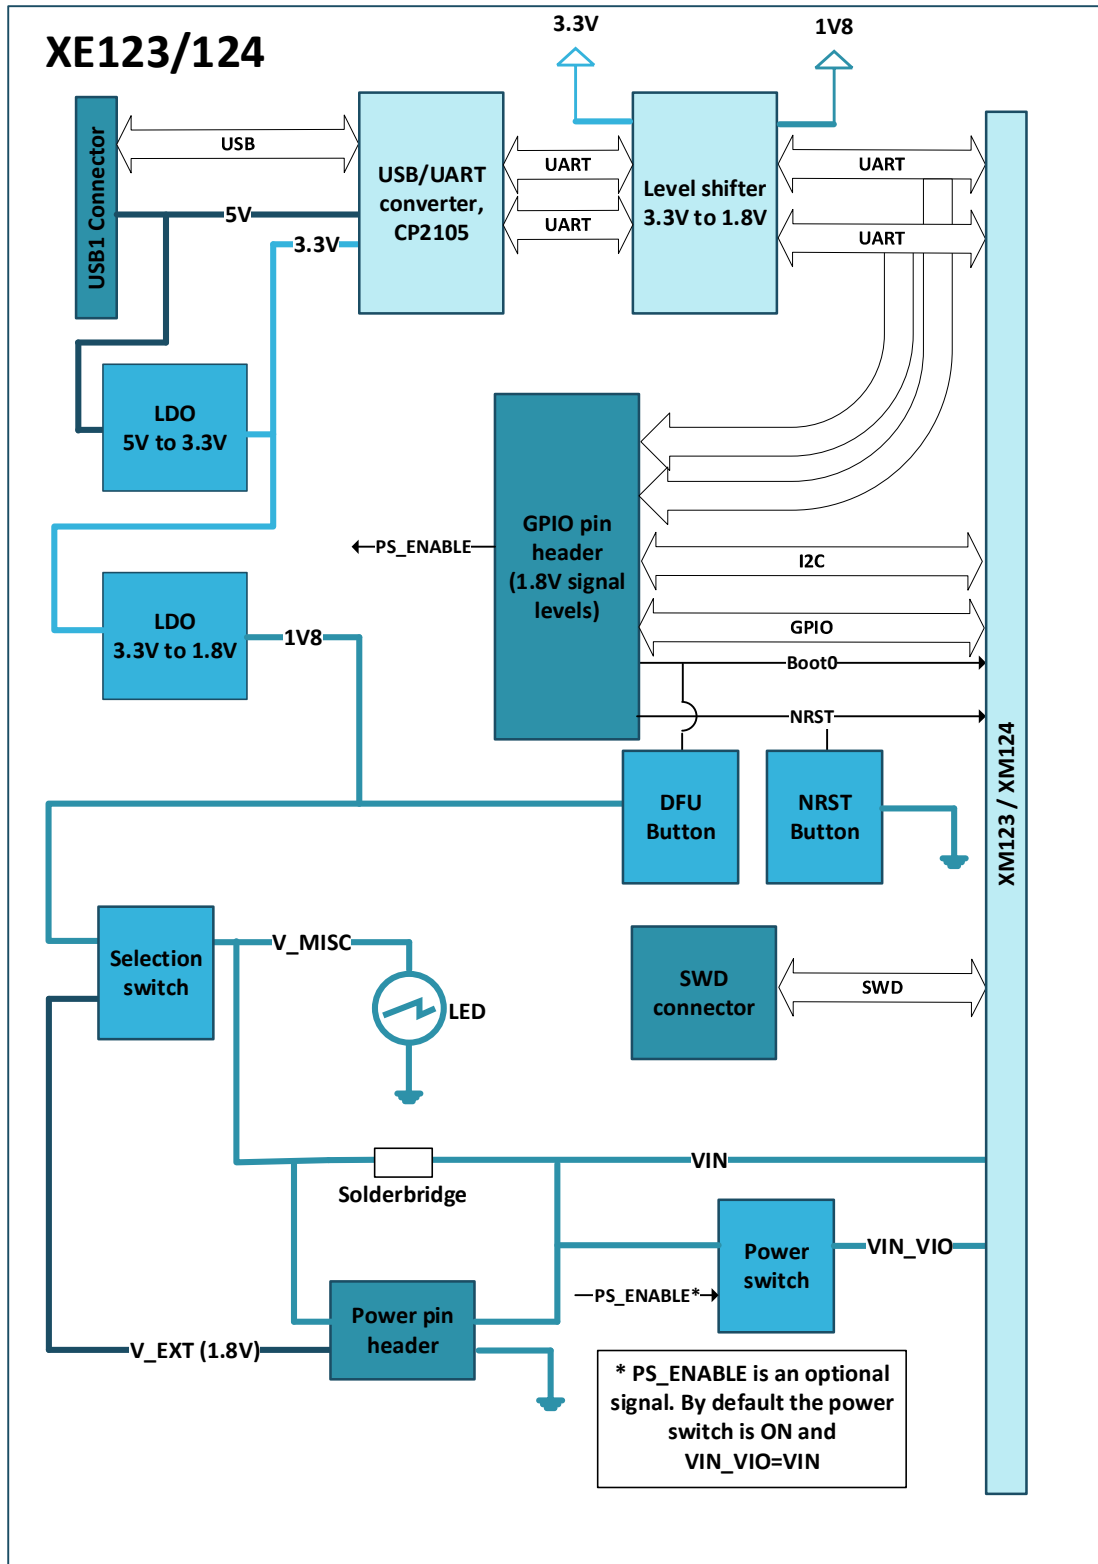 XE123/124
3.3V
1V8
USB1 Connector
USB
5V
3.3V
USB/UART
converter,
CP2105
UART
UART
Level shifter
3.3V to 1.8V
UART
UART
LDO
5V to 3.3V
GPIO pin
header
(1.8V signal
levels)
PS_ENABLE
I2C
GPIO
Boot0
NRST
LDO
3.3V to 1.8V
1V8
DFU
Button
NRST
Button
XM123 / XM124
Selection
switch
V_MISC
LED
SWD
connector
SWD
Solderbridge
VIN
Power
switch
VIN_VIO
PS_ENABLE*
Power pin
header
V_EXT (1.8V)
* PS_ENABLE is an optional
signal. By default the power
switch is ON and
VIN_VIO=VIN